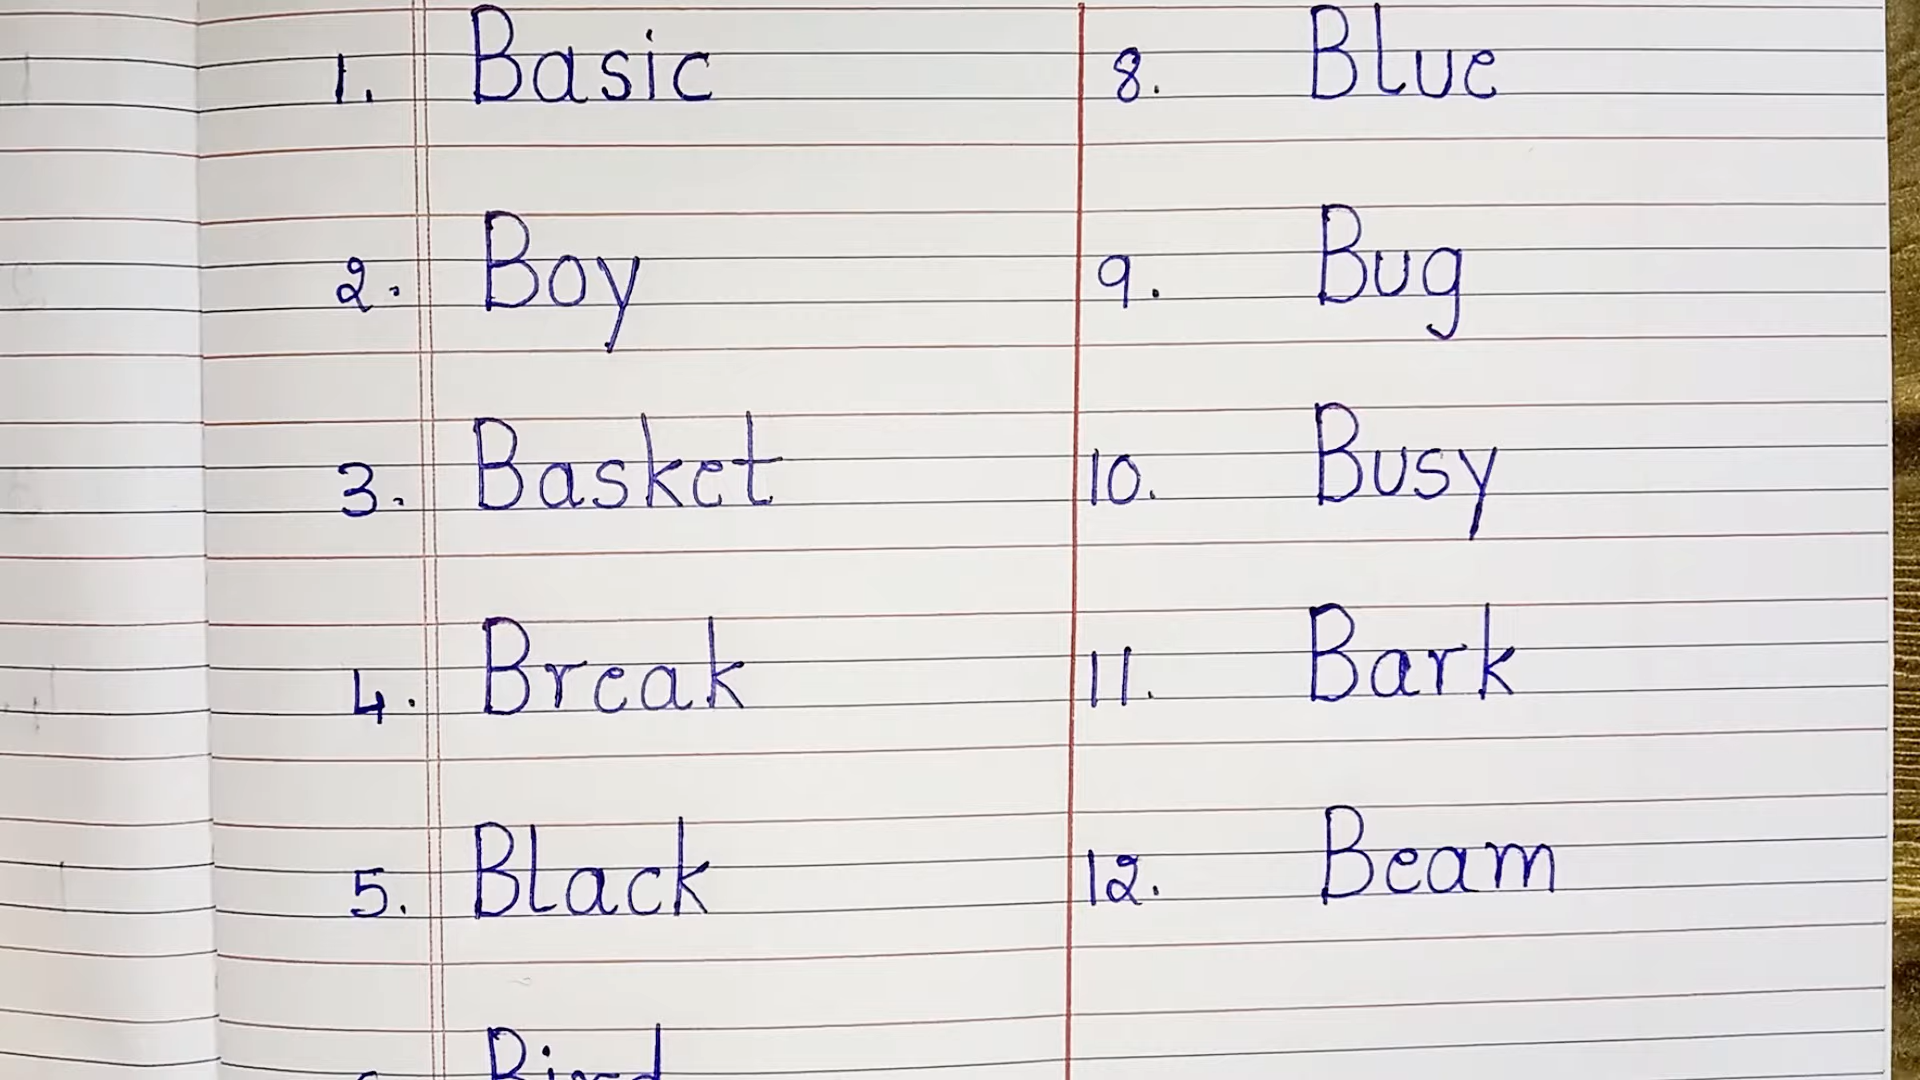 1. Basic
2. Boy
3. Basket
4. Break
5. Black
8. Blue
9. Bug
10. Busy
11. Bark
12. Beam